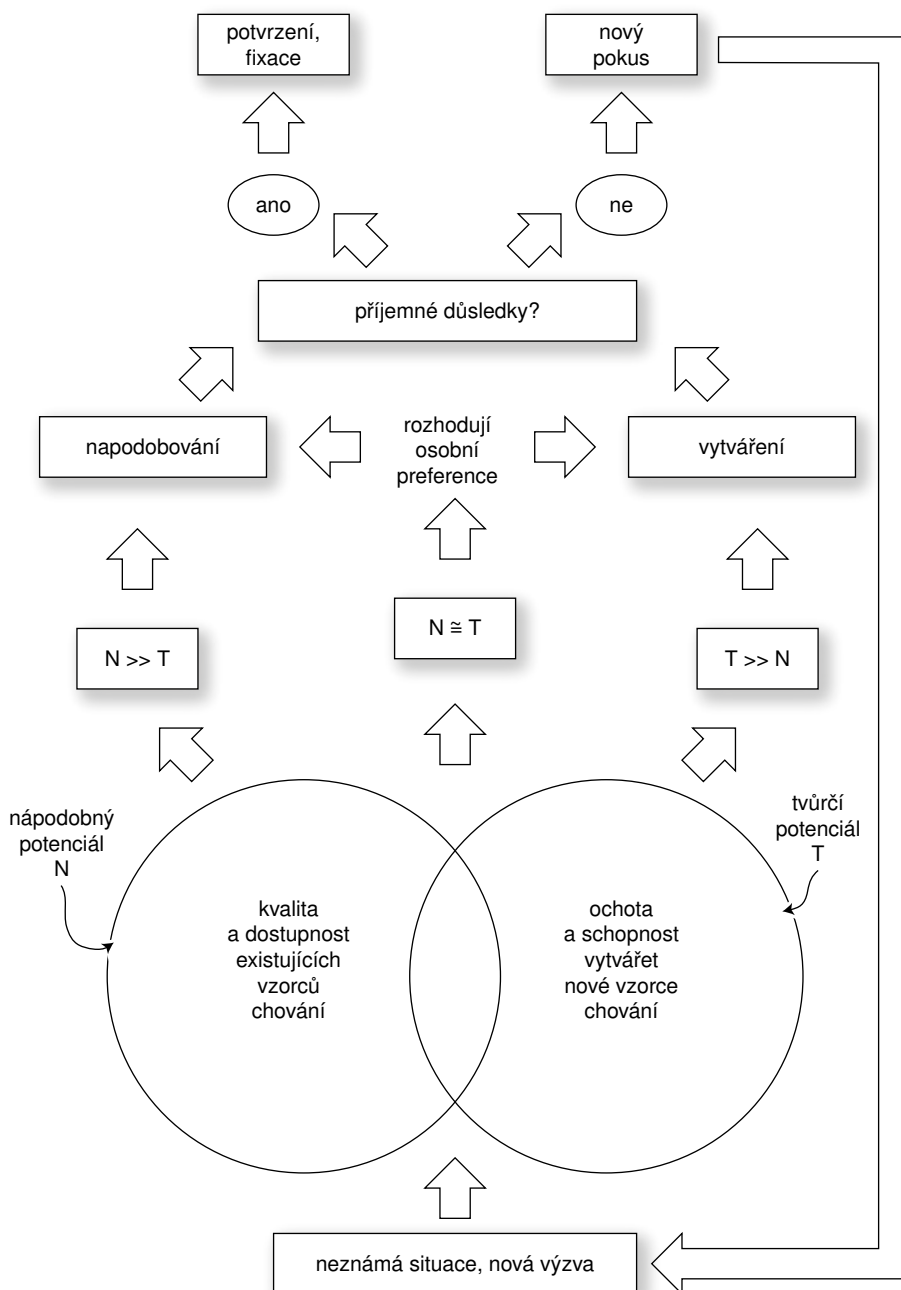 potvrzení,
fixace
nový
pokus
ano
ne
příjemné důsledky?
napodobování
rozhodují
osobní
preference
vytváření
N >> T
N ≅ T
T >> N
nápodobný
potenciál
N
tvůrčí
potenciál
T
kvalita
a dostupnost
existujících
vzorců
chování
ochota
a schopnost
vytvářet
nové vzorce
chování
neznámá situace, nová výzva